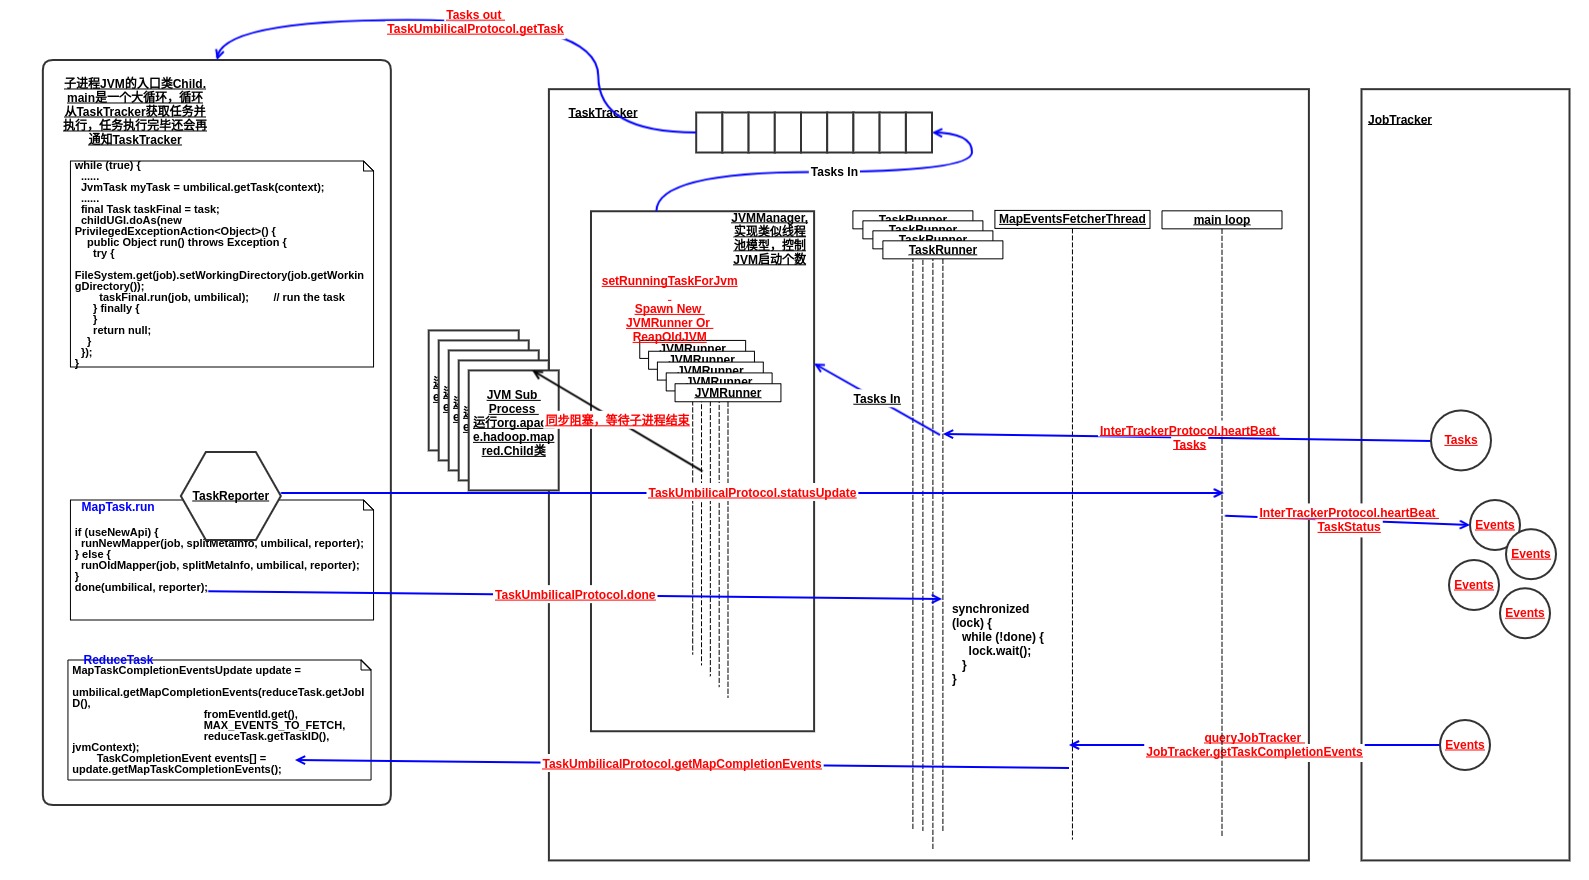 Tasks out
TaskUmbilicalProtocol.getTask
子进程JVM的入口类Child.
main是一个大循环，循环
从TaskTracker获取任务并
执行，任务执行完毕还会再
通知TaskTracker
while (true) {
......
JvmTask myTask = umbilical.getTask(context);
......
final Task taskFinal = task;
childUGI.doAs(new
PrivilegedExceptionAction<Object>() {
public Object run() throws Exception {
try {
FileSystem.get(job).setWorkingDirectory(job.getWorkin
gDirectory());
taskFinal.run(job, umbilical); // run the task
} finally {
}
return null;
}
});
}
TaskReporter
MapTask.run
if (useNewApi) {
runNewMapper(job, splitMetaInfo, umbilical, reporter);
} else {
runOldMapper(job, splitMetaInfo, umbilical, reporter);
}
done(umbilical, reporter);
ReduceTask
MapTaskCompletionEventsUpdate update =
umbilical.getMapCompletionEvents(reduceTask.getJobI
D(),
fromEventId.get(),
MAX_EVENTS_TO_FETCH,
reduceTask.getTaskID(),
jvmContext);
TaskCompletionEvent events[] =
update.getMapTaskCompletionEvents();
TaskTracker
Tasks In
JVMManager,
实现类似线程
池模型，控制
JVM启动个数
setRunningTaskForJvm
Spawn New
JVMRunner Or
ReapOldJVM
JVMRunner
JVMRunner
JVMRunner
JVMRunner
JVMRunner
JVM Sub
Process
运行org.apac
e.hadoop.map
red.Child类
同步阻塞，等待子进程结束
TaskRunner
TaskRunner
TaskRunner
TaskRunner
MapEventsFetcherThread
main loop
Tasks In
InterTrackerProtocol.heartBeat
Tasks
TaskUmbilicalProtocol.statusUpdate
InterTrackerProtocol.heartBeat
TaskStatus
TaskUmbilicalProtocol.done
synchronized
(lock) {
while (!done) {
lock.wait();
}
}
queryJobTracker
JobTracker.getTaskCompletionEvents
TaskUmbilicalProtocol.getMapCompletionEvents
JobTracker
Tasks
Events
Events
Events
Events
Events